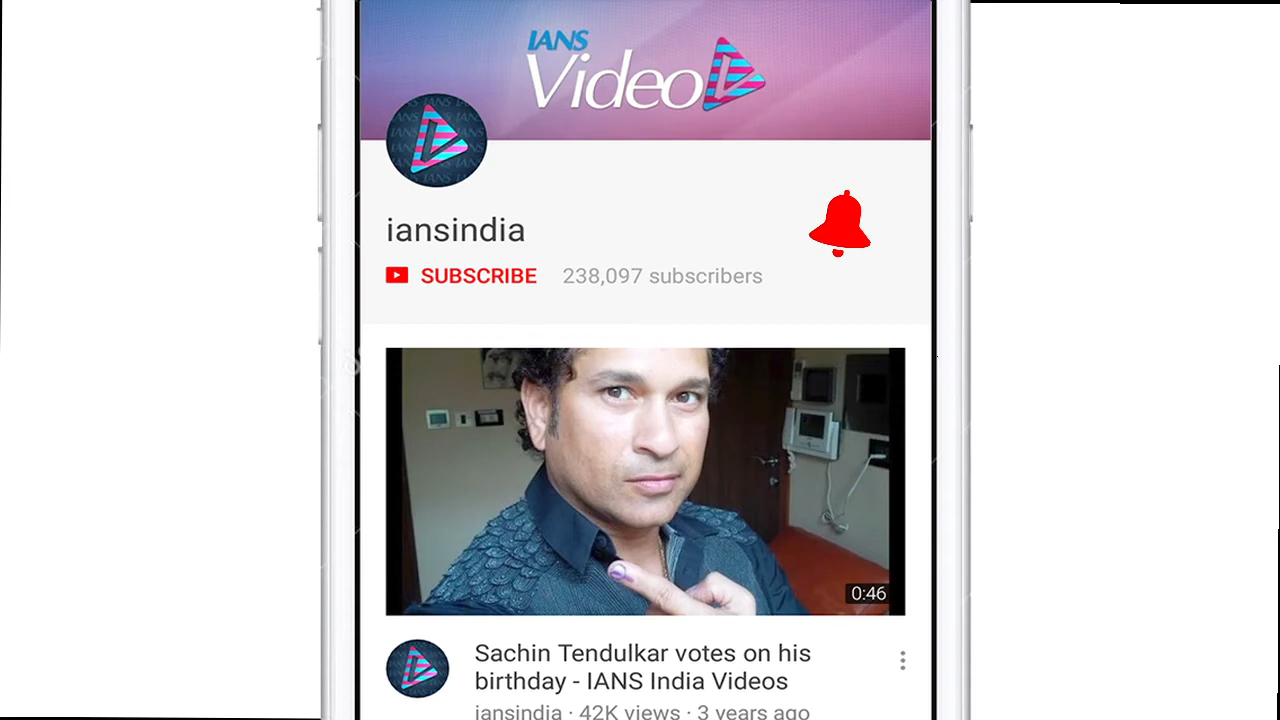 IANS
Video
iansindia
SUBSCRIBE 238,097 subscribers
0:46
Sachin Tendulkar votes on his
birthday - IANS India Videos
iansindia · 42K views · 3 years ago